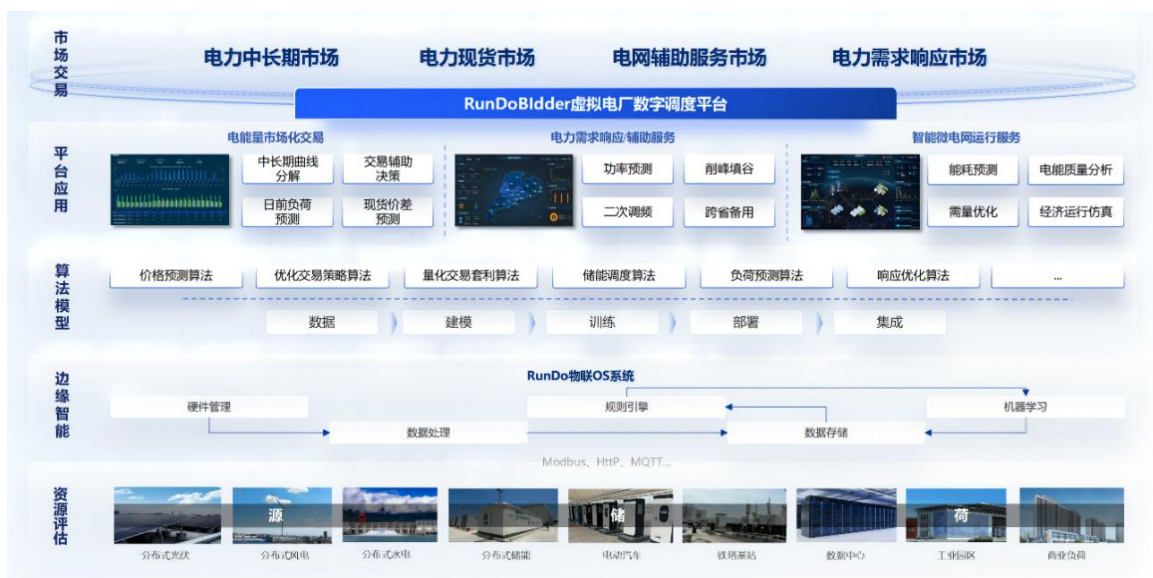 市场交易
电力中长期市场
电力现货市场
电网辅助服务市场
电力需求响应市场
RunDoBIdder虚拟电厂数字调度平台
平台应用
电能量市场化交易
中长期曲线
分解
交易辅助
决策
日前负荷
预测
现货价差
预测
电力需求响应/辅助服务
功率预测
削峰填谷
二次调频
跨省备用
智能微电网运行服务
能耗预测
电能质量分析
需量优化
经济运行仿真
算法模型
价格预测算法
优化交易策略算法
量化交易套利算法
储能调度算法
负荷预测算法
响应优化算法
...
数据
建模
训练
部署
集成
边缘智能
RunDo物联OS系统
硬件管理
规则引擎
机器学习
数据处理
数据存储
Modbus、HttP、MQTT...
资源评估
源
储
荷
分布式光伏
分布式风电
分布式水电
分布式储能
电动汽车
铁塔基站
数据中心
工业园区
商业负荷